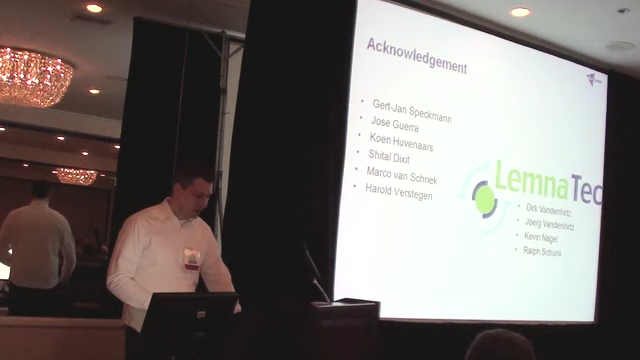 Acknowledgement
• Gert-Jan Speckmann
• Jose Guerra
• Koen Huvenaars
• Shital Dixit
• Marco van Schriek
• Harold Verstegen
LemnaTec
• Dirk Vandenhirtz
• Joerg Vandenhirtz
• Kevin Nagel
• Ralph Schunk